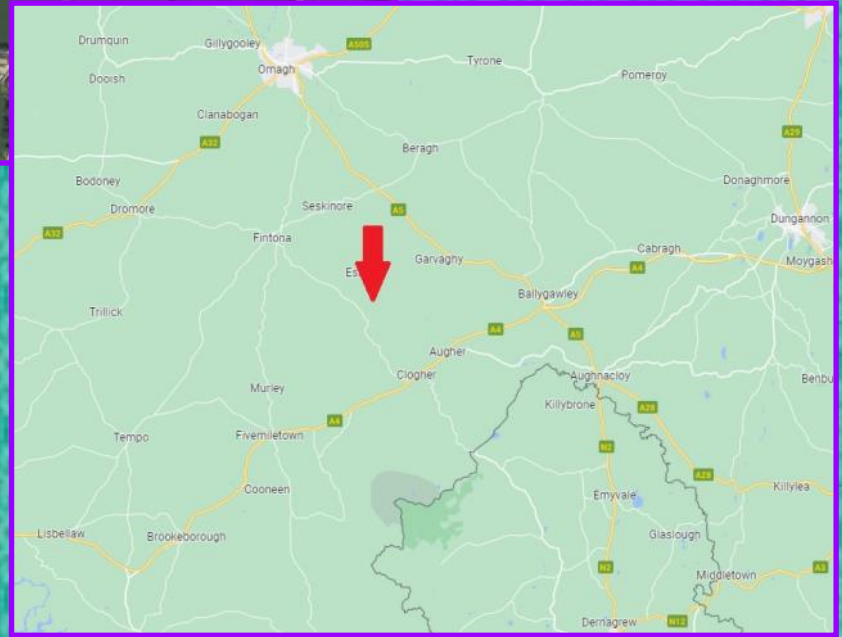 Drumquin
Gillygooley
A505
Omagh
Tyrone
Dooish
Pomeroy
Clanabogan
A32
A29
Beragh
Bodoney
Donaghmore
Dromore
Seskinore
A5
Dungannon
A32
Fintona
Garvaghy
Cabragh
Moygash
Es
A4
Ballygawley
Trillick
A4
A5
Augher
Clogher
Aughnacloy
Benbu
Murley
Killybrone
A28
A4
Tempo
Fivemiletown
N2
A28
Cooneen
Emyvale
Killylea
Lisbellaw
Brookeborough
Glaslough
N2
Middletown
A3
Dernagrew
N12